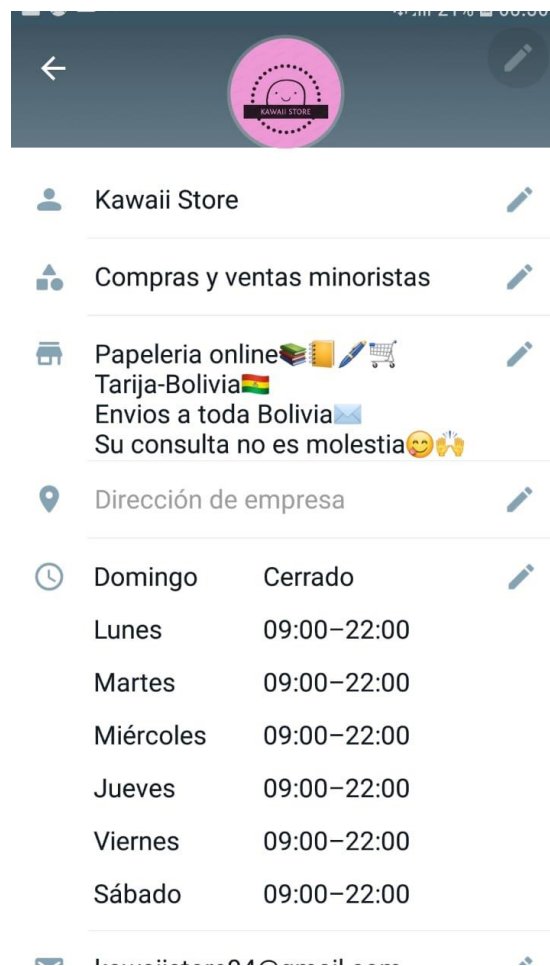 21%
KAWAII STORE
Kawaii Store
Compras y ventas minoristas
Papeleria online📚📒🖊️🛒
Tarija-Bolivia🇧🇴
Envios a toda Bolivia✉️
Su consulta no es molestia😋🙌
Dirección de empresa
Domingo Cerrado
Lunes 09:00–22:00
Martes 09:00–22:00
Miércoles 09:00–22:00
Jueves 09:00–22:00
Viernes 09:00–22:00
Sábado 09:00–22:00